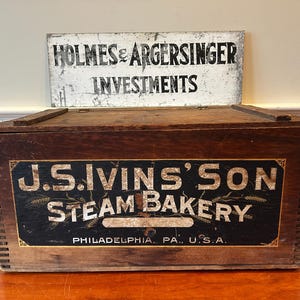 HOLMES & ARGERSINGER
INVESTMENTS
J.S.IVINS' SON
STEAM BAKERY
PHILADELPHIA, PA., U.S.A.